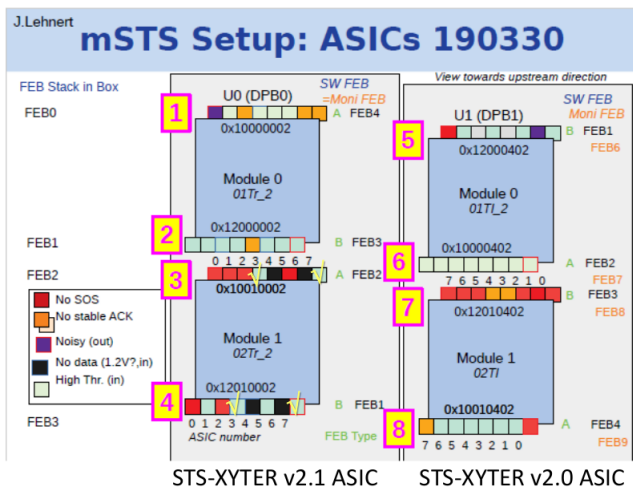 J.Lehnert
mSTS Setup: ASICs 190330
FEB Stack in Box
FEB0
FEB1
FEB2
FEB3
No SOS
No stable ACK
Noisy (out)
No data (1.2V?,in)
High Thr. (in)
U0 (DPB0)
SW FEB
=Moni FEB
1
A FEB4
0x10000002
Module 0
01Tr_2
0x12000002
2
B FEB3
0 1 2 3 4 5 6 7
3
A FEB2
0x10010002
Module 1
02Tr_2
0x12010002
4
B FEB1
0 1 2 3 4 5 6 7
ASIC number
FEB Type
STS-XYTER v2.1 ASIC
View towards upstream direction
SW FEB
Moni FEB
U1 (DPB1)
5
B FEB1
FEB6
0x12000402
Module 0
01Tl_2
0x10000402
6
A FEB2
FEB7
7 6 5 4 3 2 1 0
7
B FEB3
FEB8
0x12010402
Module 1
02Tl
0x10010402
8
A FEB4
FEB9
7 6 5 4 3 2 1 0
STS-XYTER v2.0 ASIC